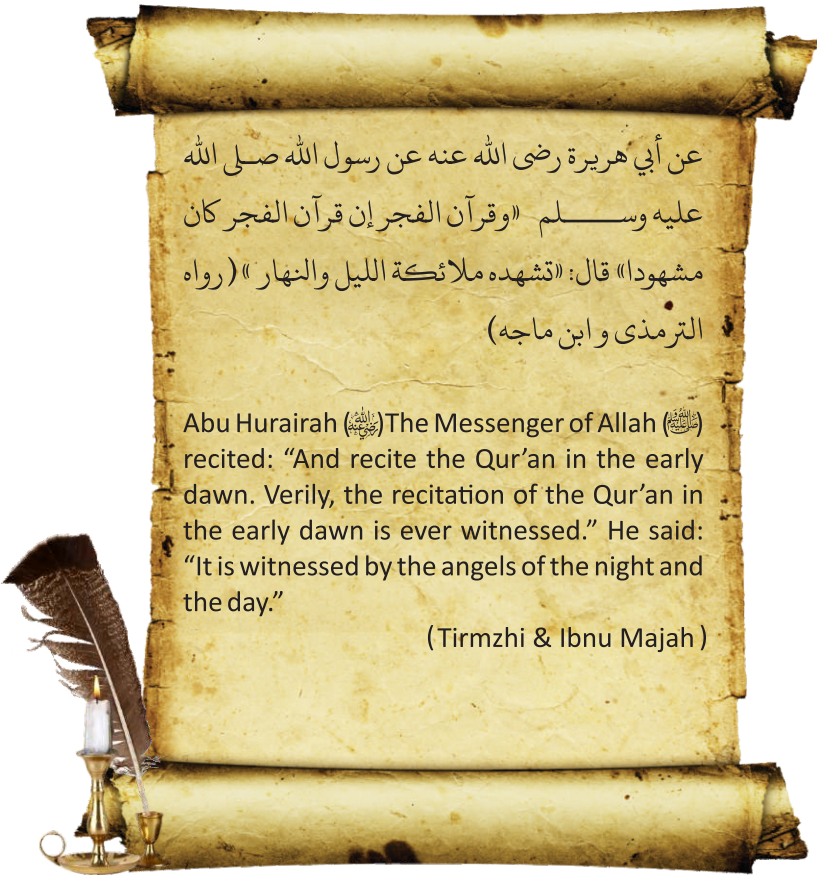 عن أبي هريرة رضى الله عنه عن رسول الله صلى الله
عليه وسلم «وقرآن الفجر إن قرآن الفجر كان
مشهودا» قال: «تشهده ملائكة الليل والنهار» (رواه
الترمذى و ابن ماجه)
Abu Hurairah (رضي الله عنه)The Messenger of Allah (ﷺ)
recited: “And recite the Qur’an in the early
dawn. Verily, the recitation of the Qur’an in
the early dawn is ever witnessed.” He said:
“It is witnessed by the angels of the night and
the day.”
(Tirmzhi & Ibnu Majah)